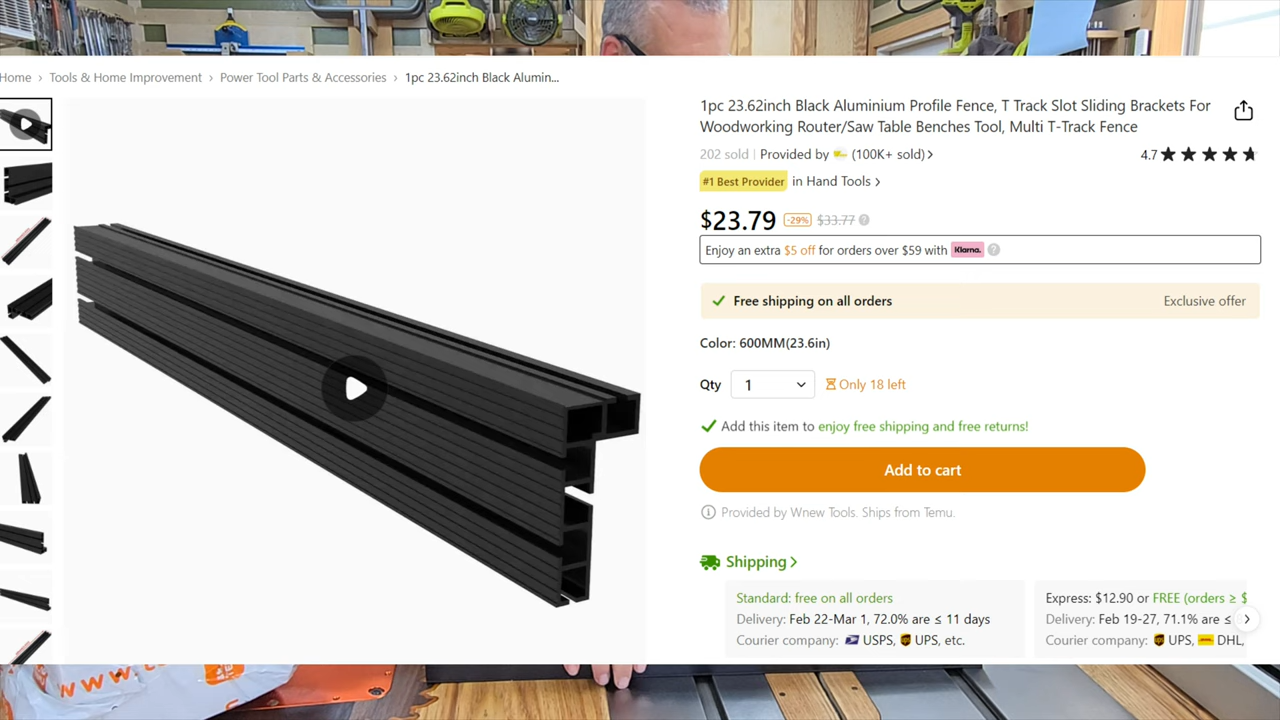 Home › Tools & Home Improvement › Power Tool Parts & Accessories › 1pc 23.62inch Black Alumin...
1pc 23.62inch Black Aluminium Profile Fence, T Track Slot Sliding Brackets For
Woodworking Router/Saw Table Benches Tool, Multi T-Track Fence
202 sold | Provided by (100K+ sold) ›
4.7
#1 Best Provider in Hand Tools ›
$23.79 -29% $33.77 ?
Enjoy an extra $5 off for orders over $59 with Klarna. ?
Free shipping on all orders
Exclusive offer
Color: 600MM(23.6in)
Qty 1 Only 18 left
Add this item to enjoy free shipping and free returns!
Add to cart
Provided by Wnew Tools. Ships from Temu.
Shipping ›
Standard: free on all orders
Delivery: Feb 22-Mar 1, 72.0% are ≤ 11 days
Courier company: USPS, UPS, etc.
Express: $12.90 or FREE (orders ≥ $
Delivery: Feb 19-27, 71.1% are ≤
Courier company: UPS, DHL,
www.t